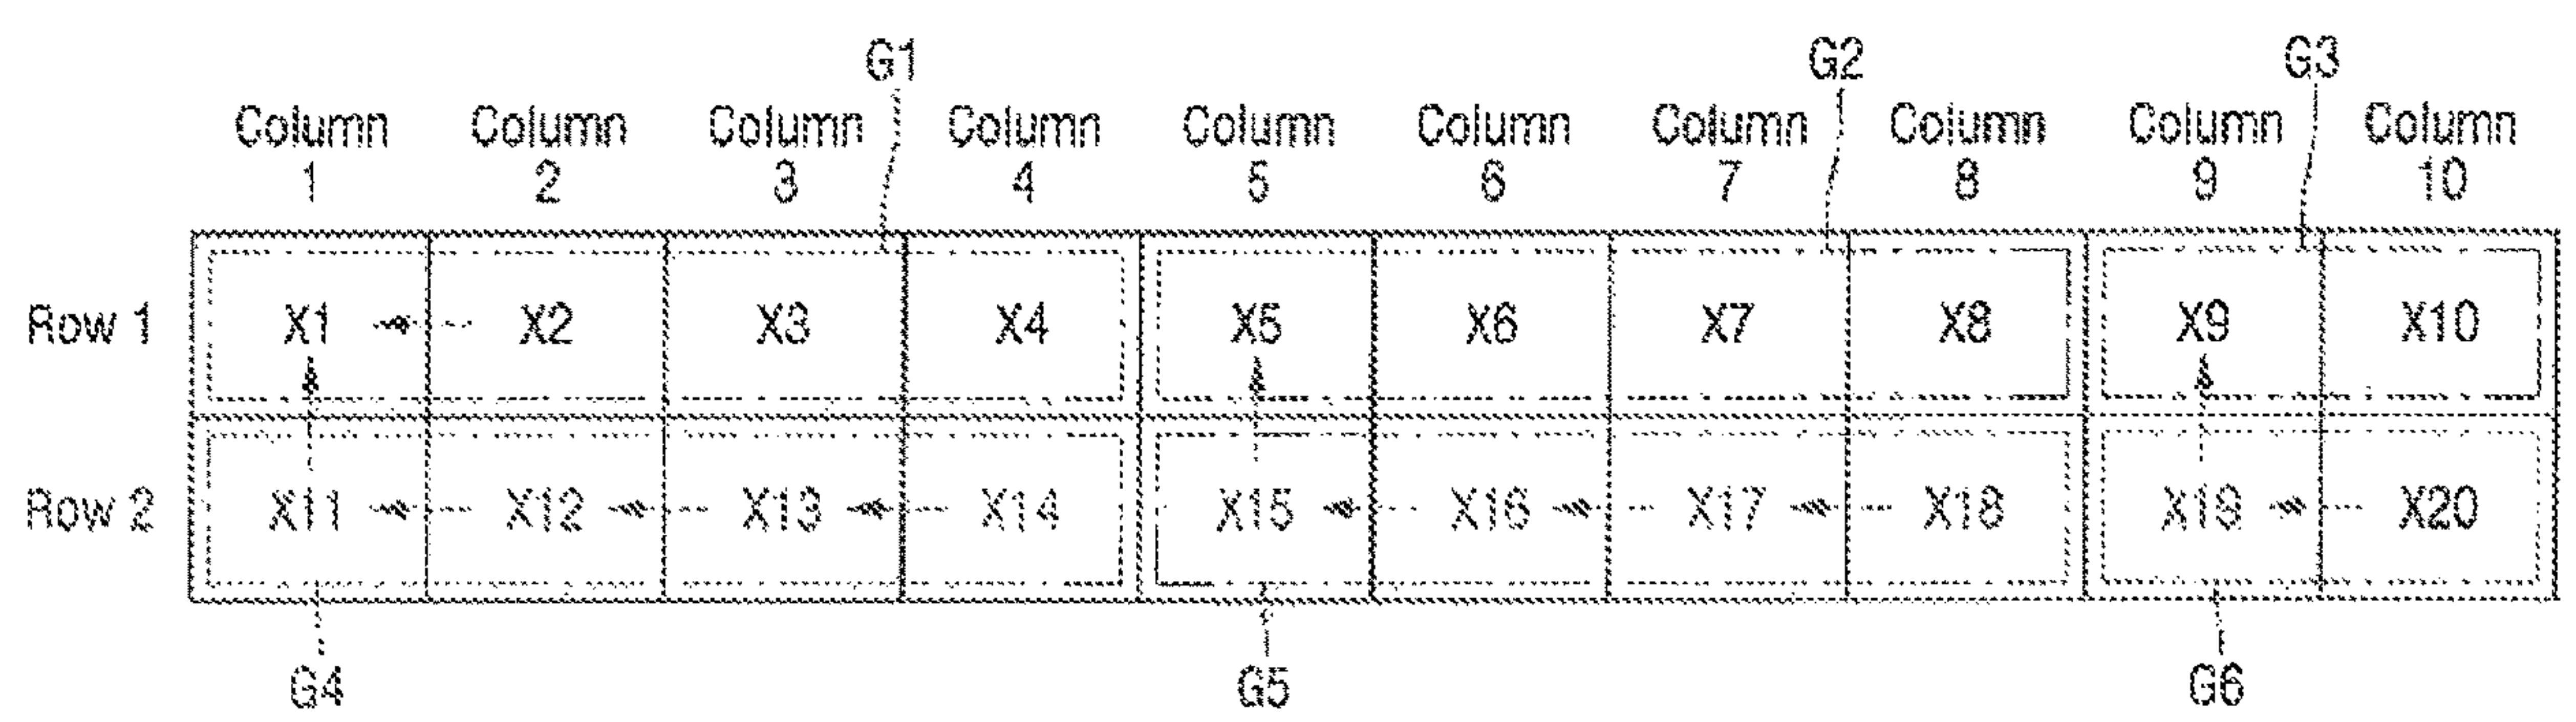 G1 G2 G3
Column Column Column Column Column Column Column Column Column Column
1 2 3 4 5 6 7 8 9 10
Row 1 X1 X2 X3 X4 X5 X6 X7 X8 X9 X10
Row 2 X11 X12 X13 X14 X15 X16 X17 X18 X19 X20
G4 G5 G6